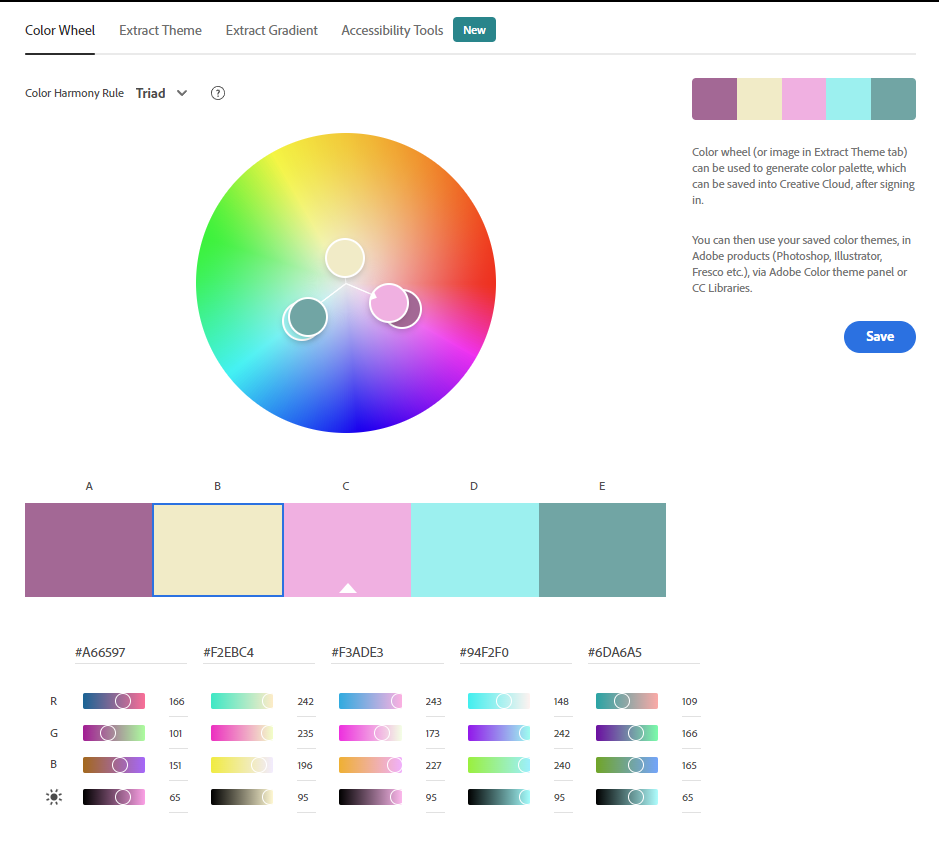 Color Wheel Extract Theme Extract Gradient Accessibility Tools New
Color Harmony Rule Triad ?
Color wheel (or image in Extract Theme tab)
can be used to generate color palette, which
can be saved into Creative Cloud, after signing
in.
You can then use your saved color themes, in
Adobe products (Photoshop, Illustrator,
Fresco etc.), via Adobe Color theme panel or
CC Libraries.
Save
A B C D E
#A66597 #F2EBC4 #F3ADE3 #94F2F0 #6DA6A5
R 166 242 243 148 109
G 101 235 173 242 166
B 151 196 227 240 165
65 95 95 95 65